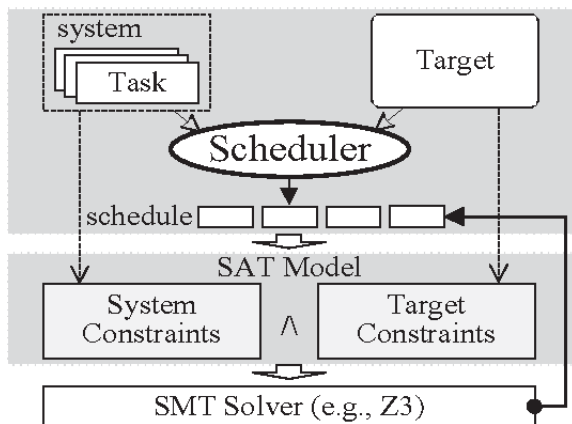 system
Task
Target
Scheduler
schedule
SAT Model
System
Constraints
∧
Target
Constraints
SMT Solver (e.g., Z3)